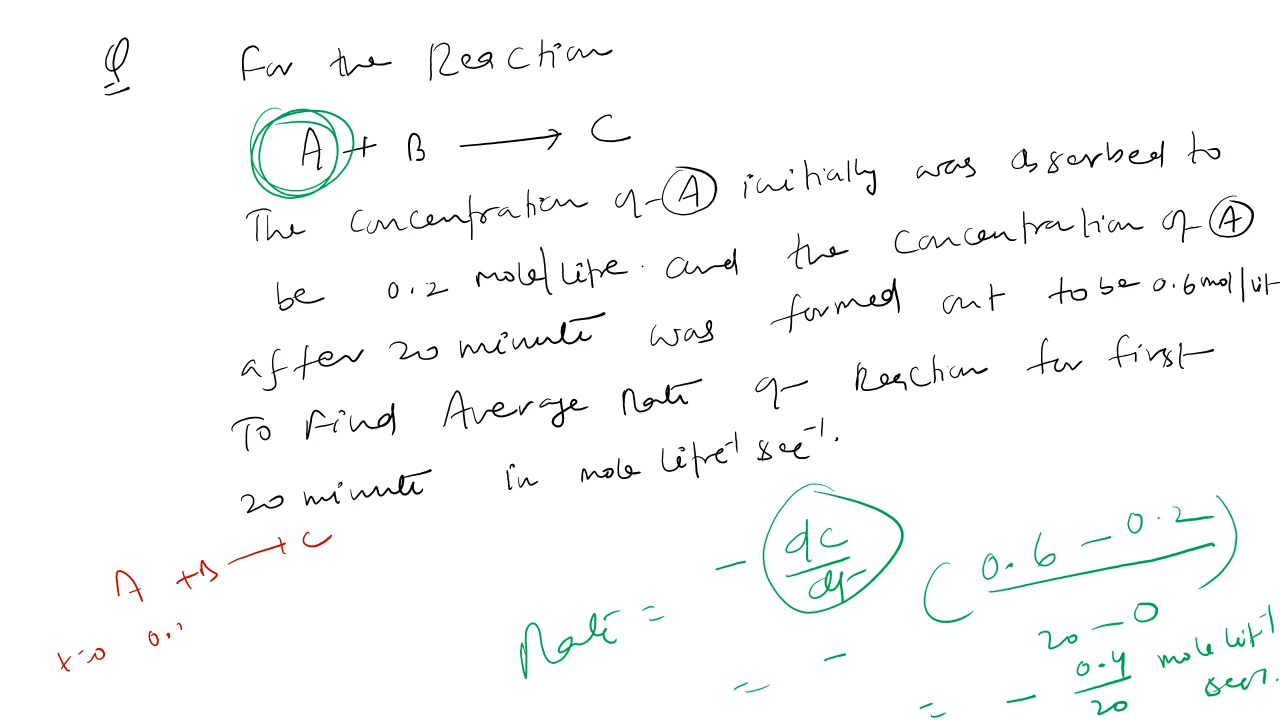 Q For the Reaction
A + B ⟶ C
The concentration of A initially was absorbed to
be 0.2 mole/litre. and the concentration of A
after 20 minute was formed out to be 0.6 mol/lit
To Find Average Rate of Reaction for first
20 minute in mole litre⁻¹ sec⁻¹.
A + B ⟶ C
t=0 0.2
Rate = - dc/dt
= - (0.6 - 0.2 / 20 - 0)
= - 0.4/20 mole lit⁻¹
sec⁻¹.